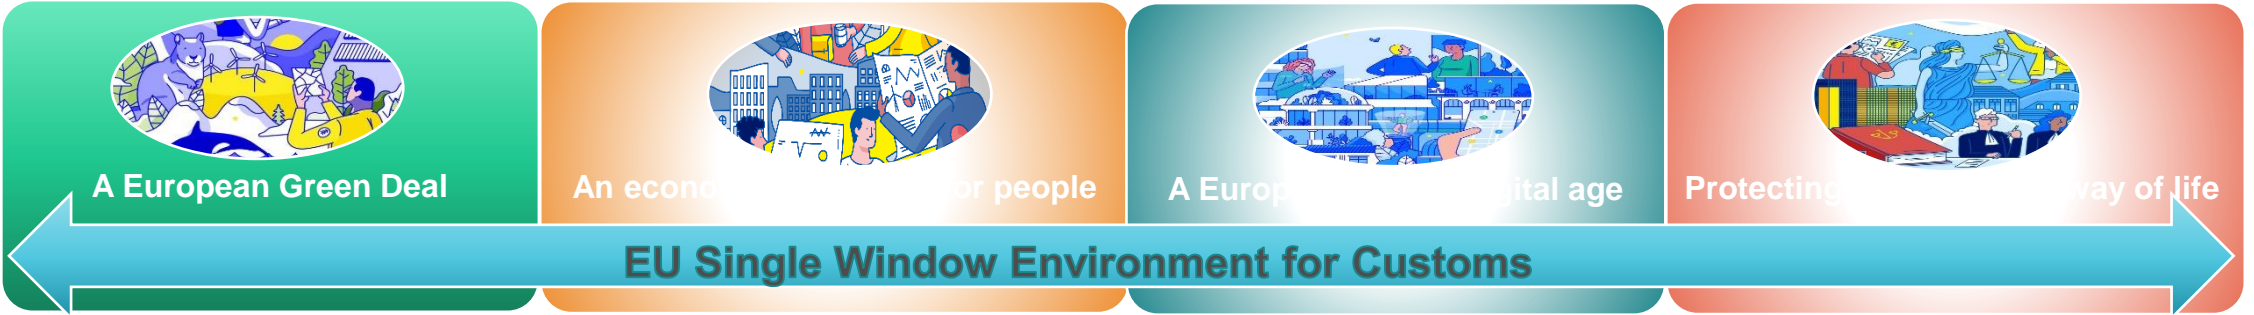 A European Green Deal
An econo or people
A Europ gital age
Protecting way of life
EU Single Window Environment for Customs